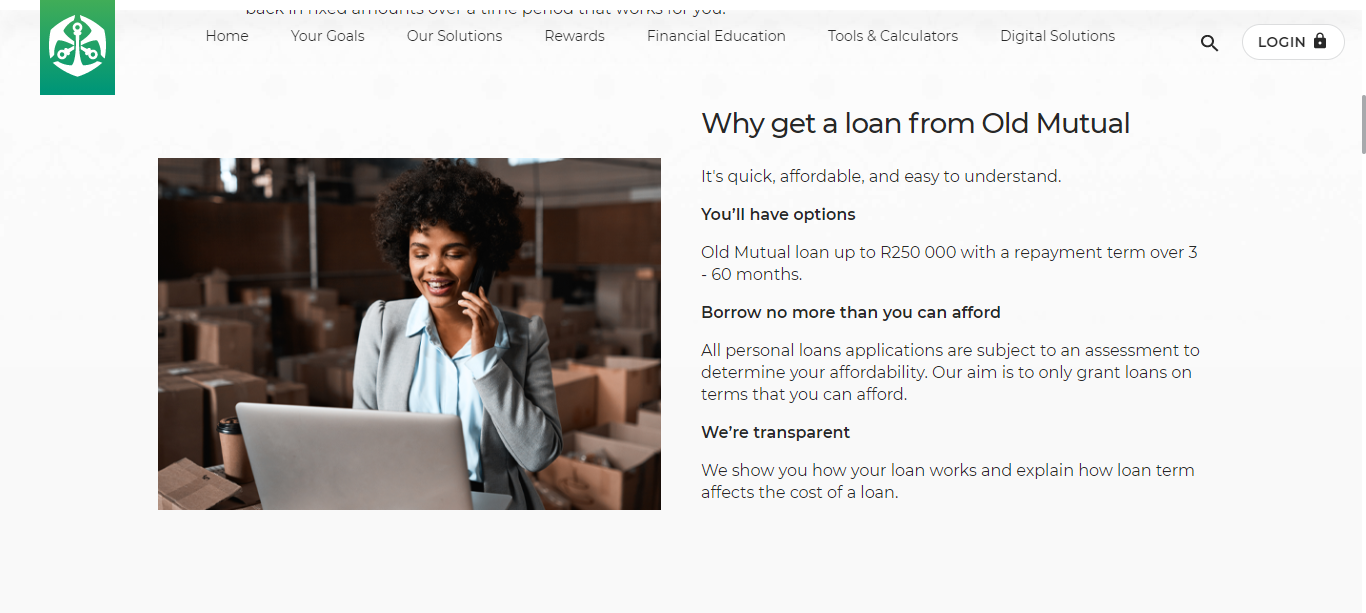 back in fixed amounts over a time period that works for you.
Home Your Goals Our Solutions Rewards Financial Education Tools & Calculators Digital Solutions
LOGIN
Why get a loan from Old Mutual
It's quick, affordable, and easy to understand.
You’ll have options
Old Mutual loan up to R250 000 with a repayment term over 3
- 60 months.
Borrow no more than you can afford
All personal loans applications are subject to an assessment to
determine your affordability. Our aim is to only grant loans on
terms that you can afford.
We’re transparent
We show you how your loan works and explain how loan term
affects the cost of a loan.